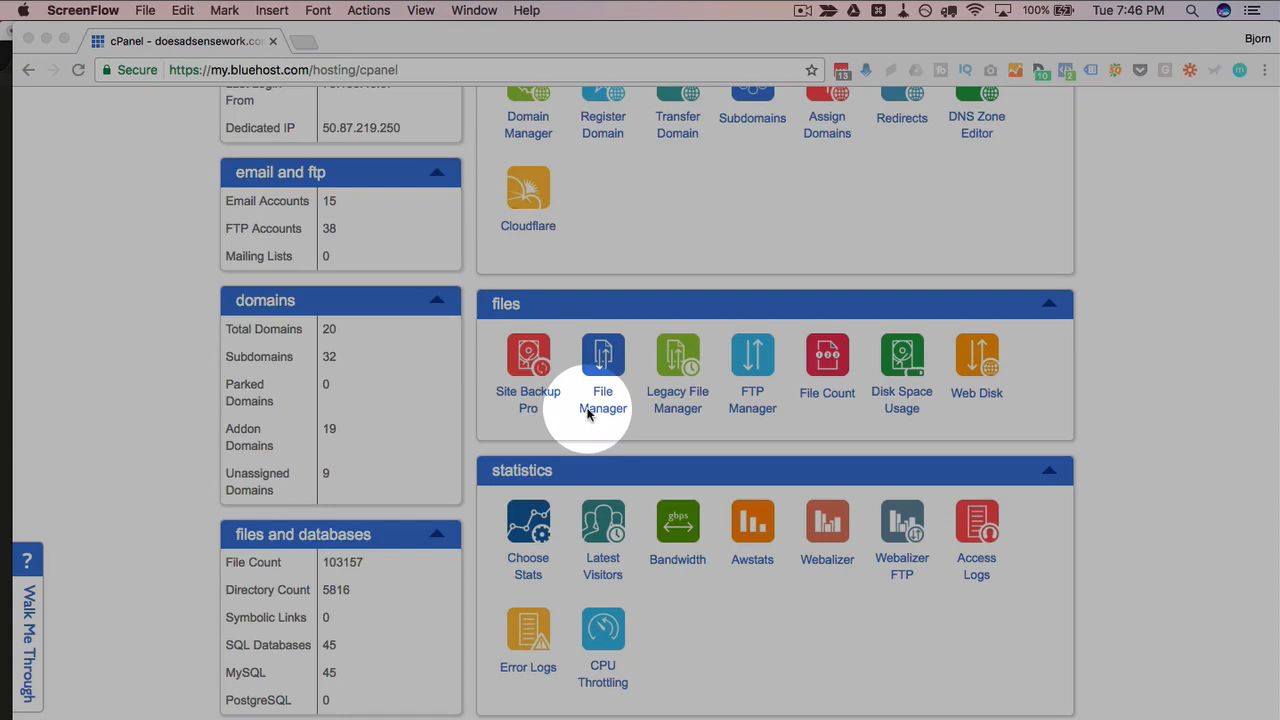 ScreenFlow File Edit Mark Insert Font Actions View Window Help 100% Tue 7:46 PM
cPanel - doesadsensework.co
Bjorn
Secure https://my.bluehost.com/hosting/cpanel
13 10 2
From
Dedicated IP 50.87.219.250
Domain Manager
Register Domain
Transfer Domain
Subdomains
Assign Domains
Redirects
DNS Zone Editor
Cloudflare
email and ftp
Email Accounts 15
FTP Accounts 38
Mailing Lists 0
domains
Total Domains 20
Subdomains 32
Parked Domains 0
Addon Domains 19
Unassigned Domains 9
files and databases
File Count 103157
Directory Count 5816
Symbolic Links 0
SQL Databases 45
MySQL 45
PostgreSQL 0
files
Site Backup Pro
File Manager
Legacy File Manager
FTP Manager
123
File Count
Disk Space Usage
Web Disk
statistics
Choose Stats
Latest Visitors
gbps
Bandwidth
Awstats
Webalizer
Webalizer FTP
Access Logs
Error Logs
CPU Throttling
?
Walk Me Through